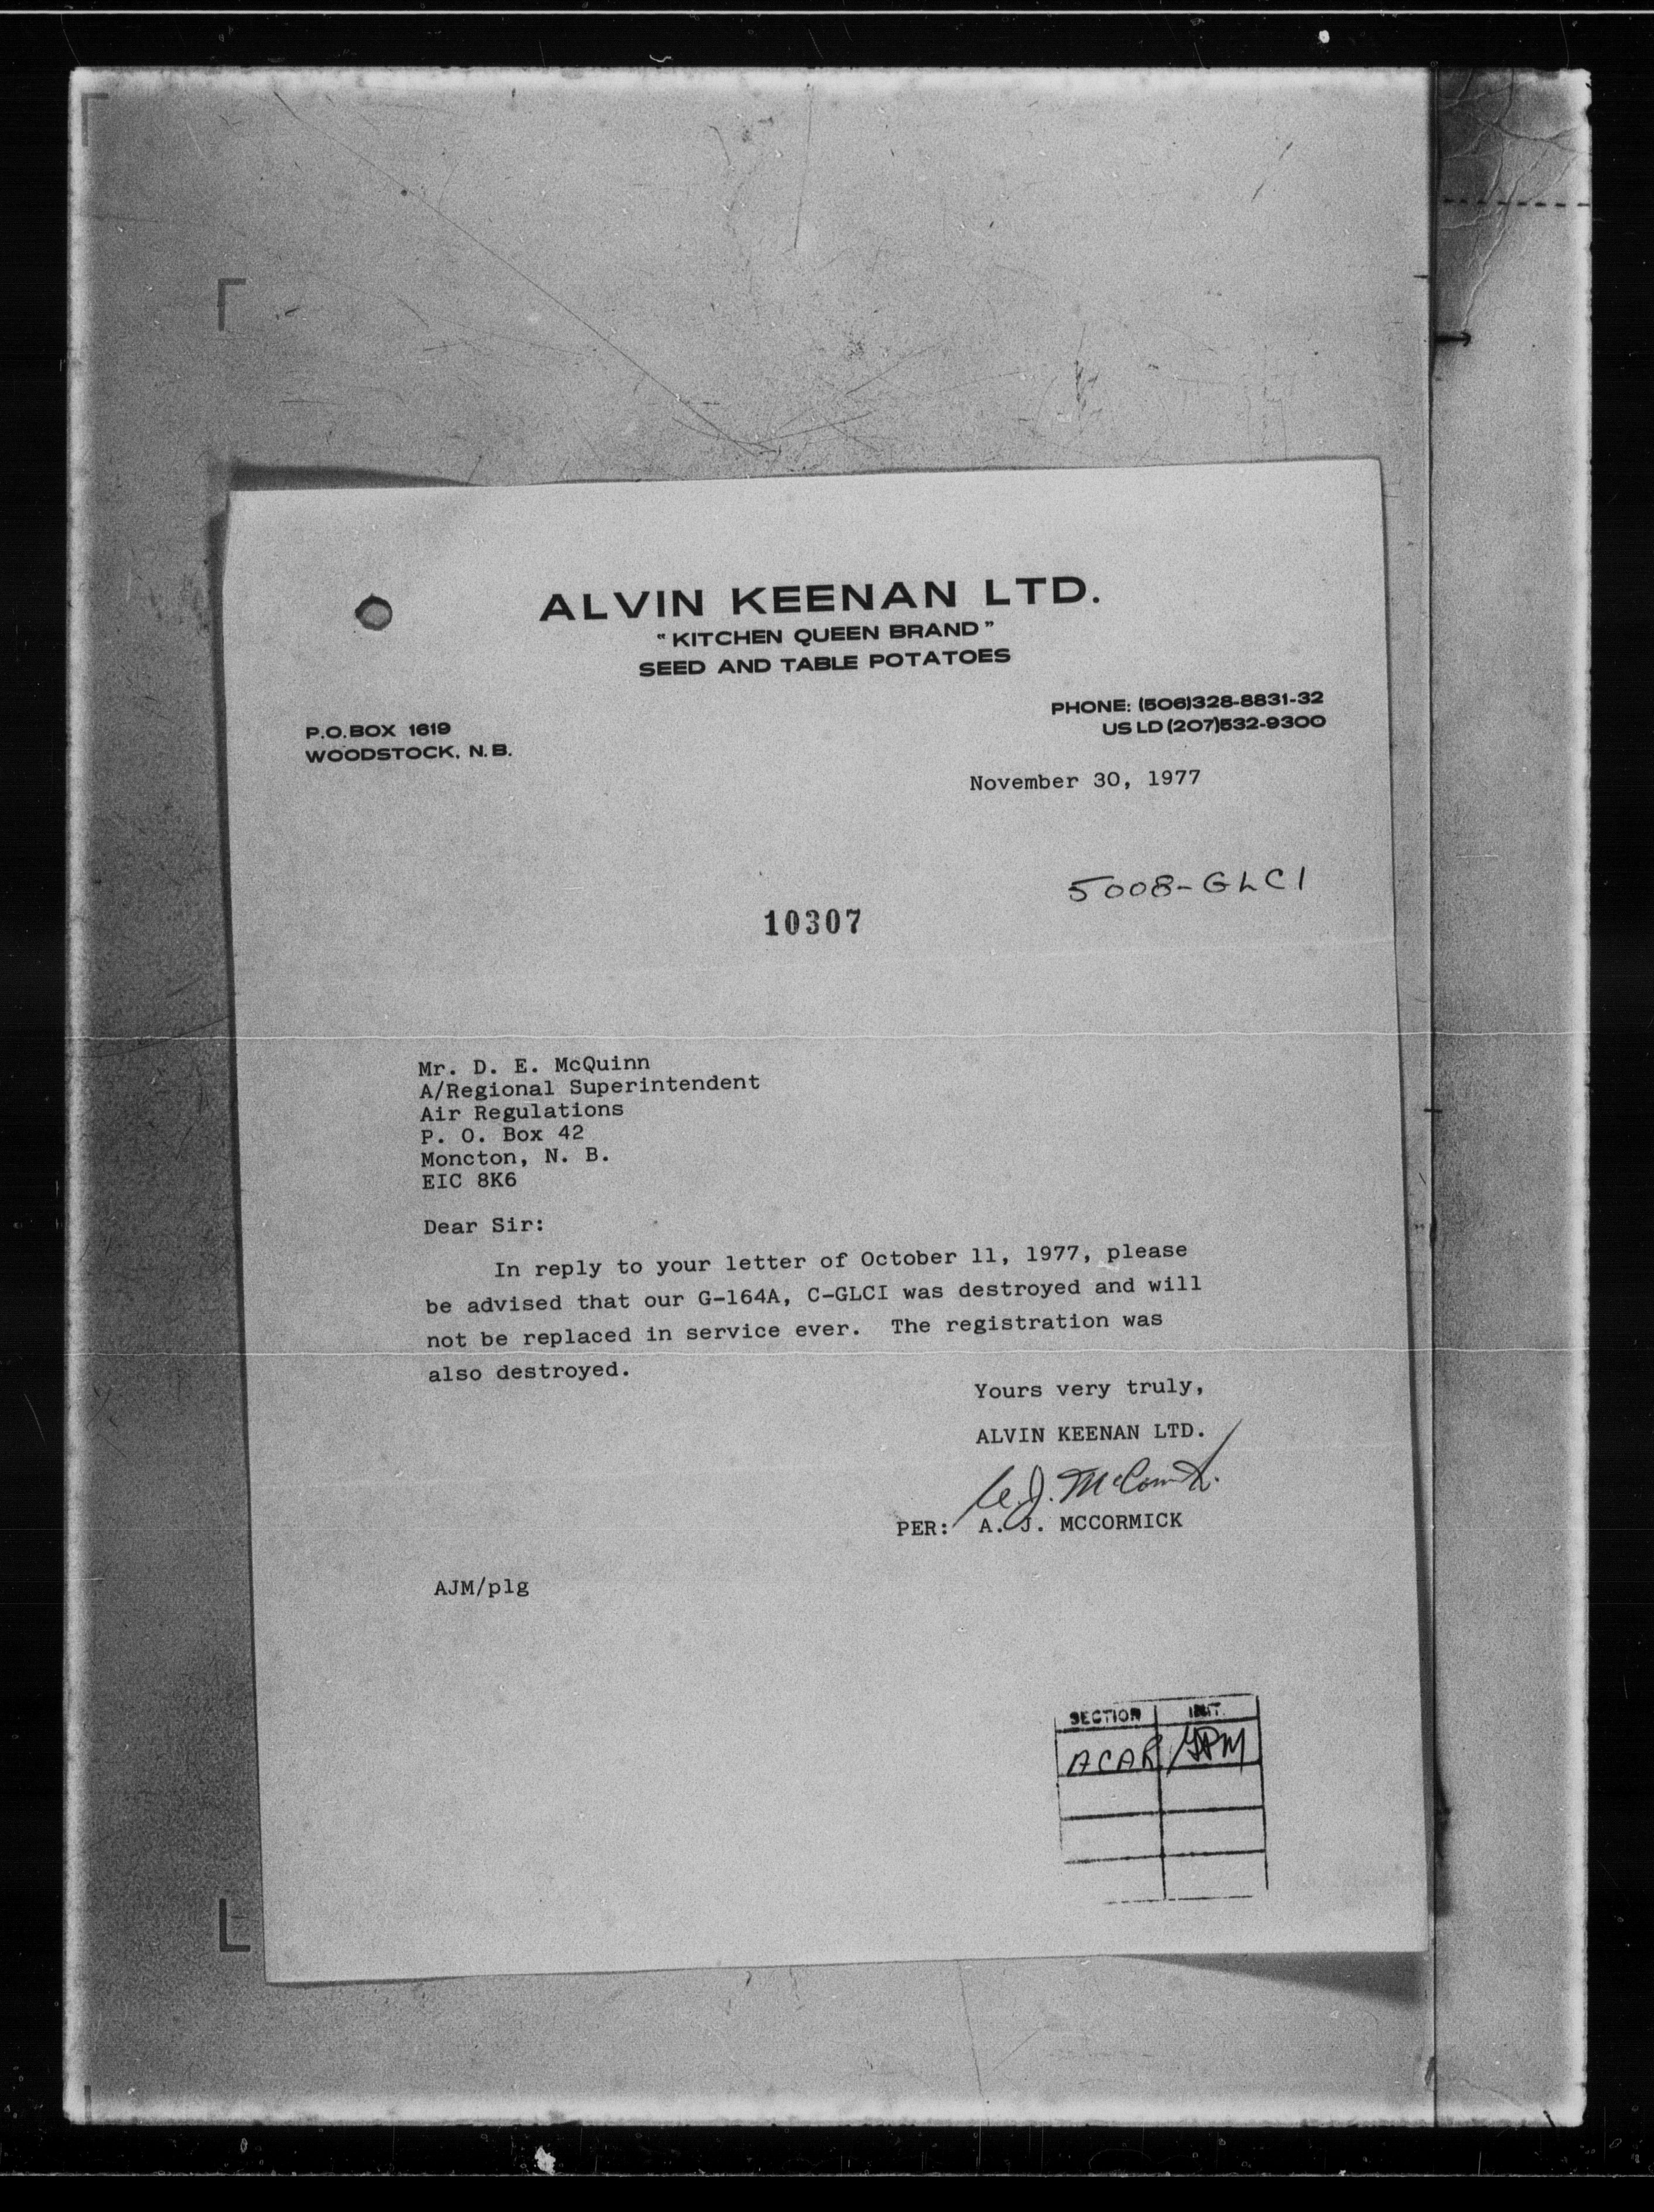 ALVIN KEENAN LTD.
"KITCHEN QUEEN BRAND"
SEED AND TABLE POTATOES
PHONE: (506)328-8831-32
US LD (207)532-9300
P.O.BOX 1619
WOODSTOCK, N.B.
November 30, 1977
5008-GLCI
10307
Mr. D. E. McQuinn
A/Regional Superintendent
Air Regulations
P. O. Box 42
Moncton, N. B.
EIC 8K6
Dear Sir:
In reply to your letter of October 11, 1977, please
be advised that our G-164A, C-GLCI was destroyed and will
not be replaced in service ever. The registration was
also destroyed.
Yours very truly,
ALVIN KEENAN LTD.
PER: A. J. MCCORMICK
AJM/plg
SECTION INIT.
ACAR